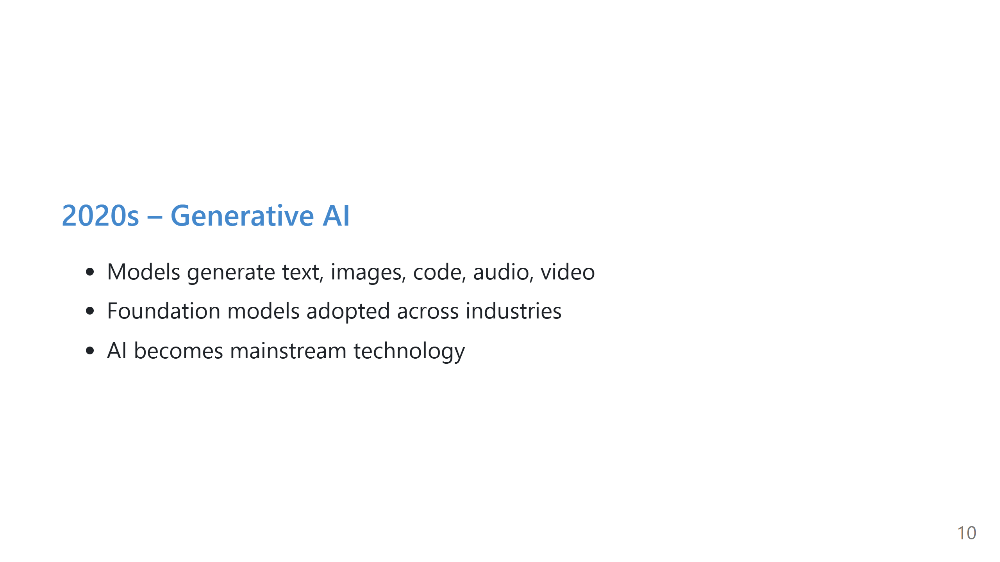 2020s – Generative AI
• Models generate text, images, code, audio, video
• Foundation models adopted across industries
• AI becomes mainstream technology
10